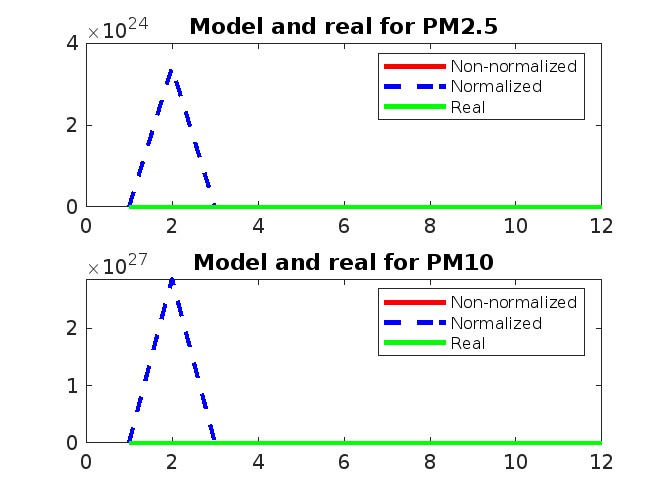 ×10^24
Model and real for PM2.5
4
2
0
Non-normalized
Normalized
Real
0 2 4 6 8 10 12
×10^27
Model and real for PM10
2
1
0
Non-normalized
Normalized
Real
0 2 4 6 8 10 12